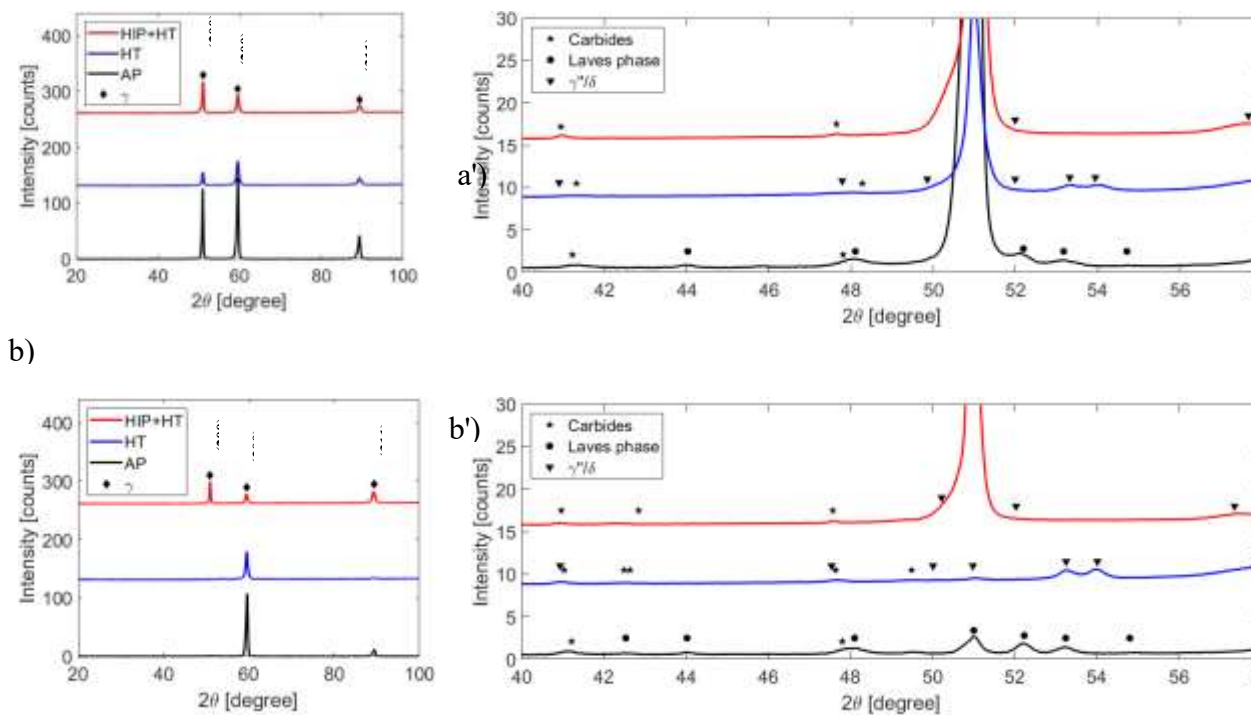 400
HIP+HT
HT
AP
γ
300
200
100
0
20
40
60
80
100
2θ [degree]
Intensity [counts]
a')
30
Carbides
Laves phase
γ"/δ
25
20
15
10
5
0
40
42
44
46
48
50
52
54
56
2θ [degree]
Intensity [counts]
b)
400
HIP+HT
HT
AP
γ
300
200
100
0
20
40
60
80
100
2θ [degree]
Intensity [counts]
b')
30
Carbides
Laves phase
γ"/δ
25
20
15
10
5
0
40
42
44
46
48
50
52
54
56
2θ [degree]
Intensity [counts]